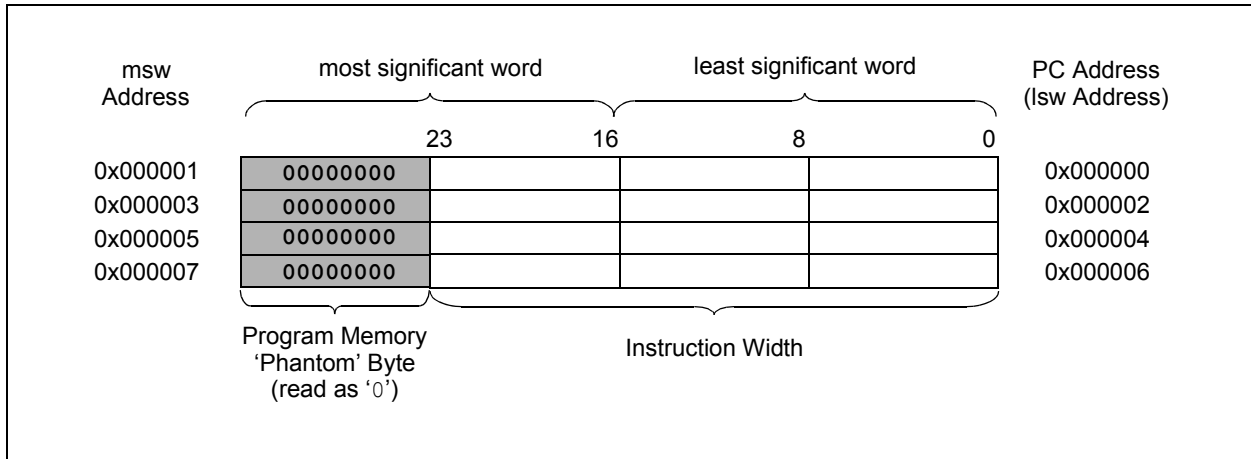 msw
Address
most significant word
least significant word
PC Address
(lsw Address)
23 16 8 0
0x000001 00000000 0x000000
0x000003 00000000 0x000002
0x000005 00000000 0x000004
0x000007 00000000 0x000006
Program Memory
‘Phantom’ Byte
(read as ‘0’)
Instruction Width